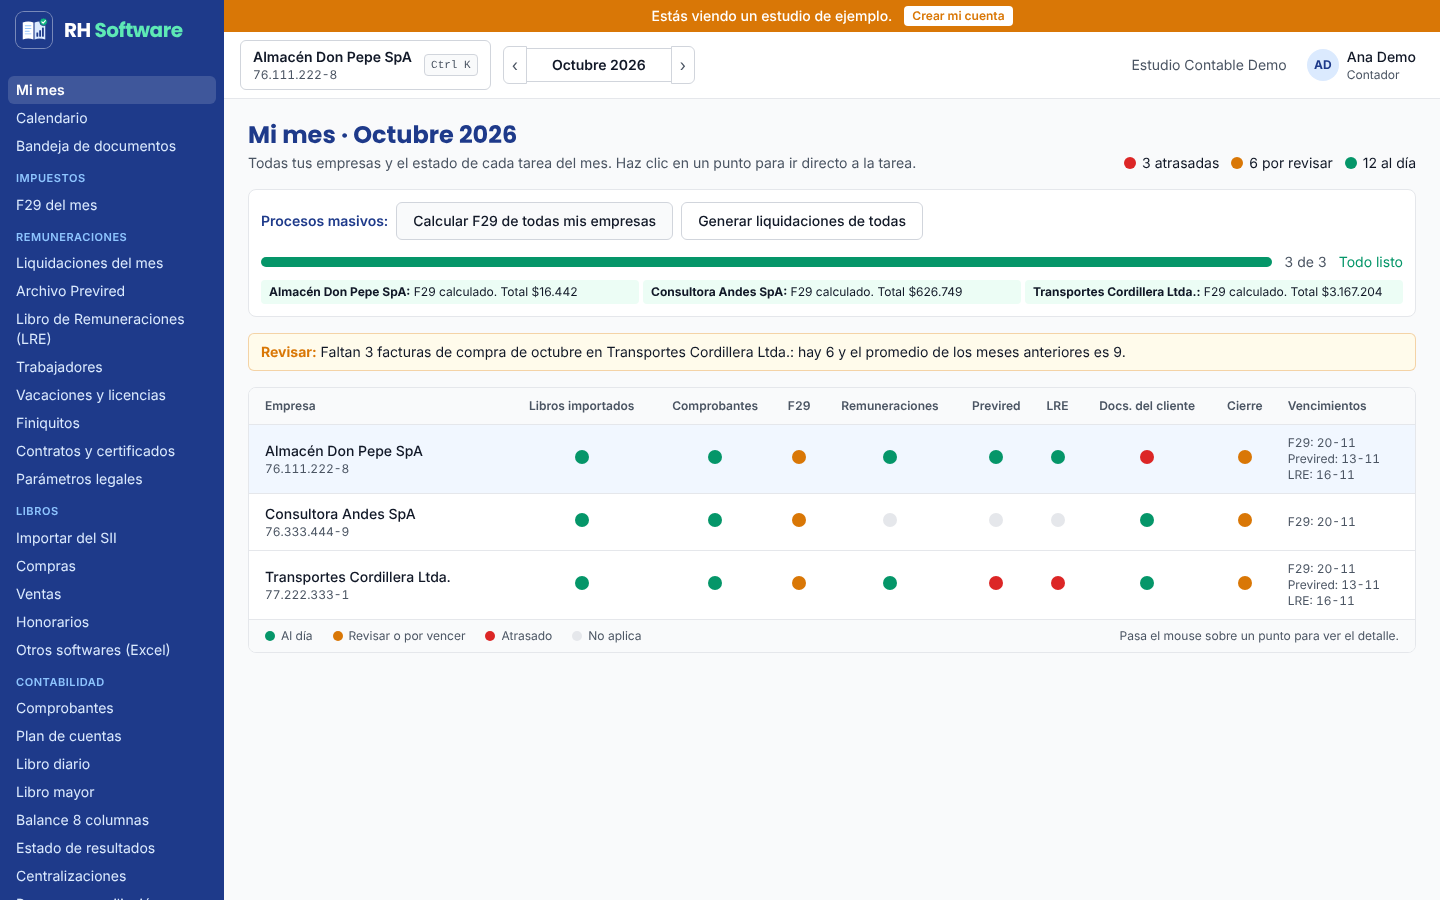 RH Software
Mi mes
Calendario
Bandeja de documentos
IMPUESTOS
F29 del mes
REMUNERACIONES
Liquidaciones del mes
Archivo Previred
Libro de Remuneraciones
(LRE)
Trabajadores
Vacaciones y licencias
Finiquitos
Contratos y certificados
Parámetros legales
LIBROS
Importar del SII
Compras
Ventas
Honorarios
Otros softwares (Excel)
CONTABILIDAD
Comprobantes
Plan de cuentas
Libro diario
Libro mayor
Balance 8 columnas
Estado de resultados
Centralizaciones
Estás viendo un estudio de ejemplo. Crear mi cuenta
Almacén Don Pepe SpA
76.111.222-8
Ctrl K
‹ Octubre 2026 ›
Estudio Contable Demo
AD
Ana Demo
Contador
Mi mes · Octubre 2026
Todas tus empresas y el estado de cada tarea del mes. Haz clic en un punto para ir directo a la tarea.
3 atrasadas 6 por revisar 12 al día
Procesos masivos: Calcular F29 de todas mis empresas Generar liquidaciones de todas
3 de 3 Todo listo
Almacén Don Pepe SpA: F29 calculado. Total $16.442
Consultora Andes SpA: F29 calculado. Total $626.749
Transportes Cordillera Ltda.: F29 calculado. Total $3.167.204
Revisar: Faltan 3 facturas de compra de octubre en Transportes Cordillera Ltda.: hay 6 y el promedio de los meses anteriores es 9.
Empresa Libros importados Comprobantes F29 Remuneraciones Previred LRE Docs. del cliente Cierre Vencimientos
Almacén Don Pepe SpA
76.111.222-8
F29: 20-11
Previred: 13-11
LRE: 16-11
Consultora Andes SpA
76.333.444-9
F29: 20-11
Transportes Cordillera Ltda.
77.222.333-1
F29: 20-11
Previred: 13-11
LRE: 16-11
Al día Revisar o por vencer Atrasado No aplica
Pasa el mouse sobre un punto para ver el detalle.